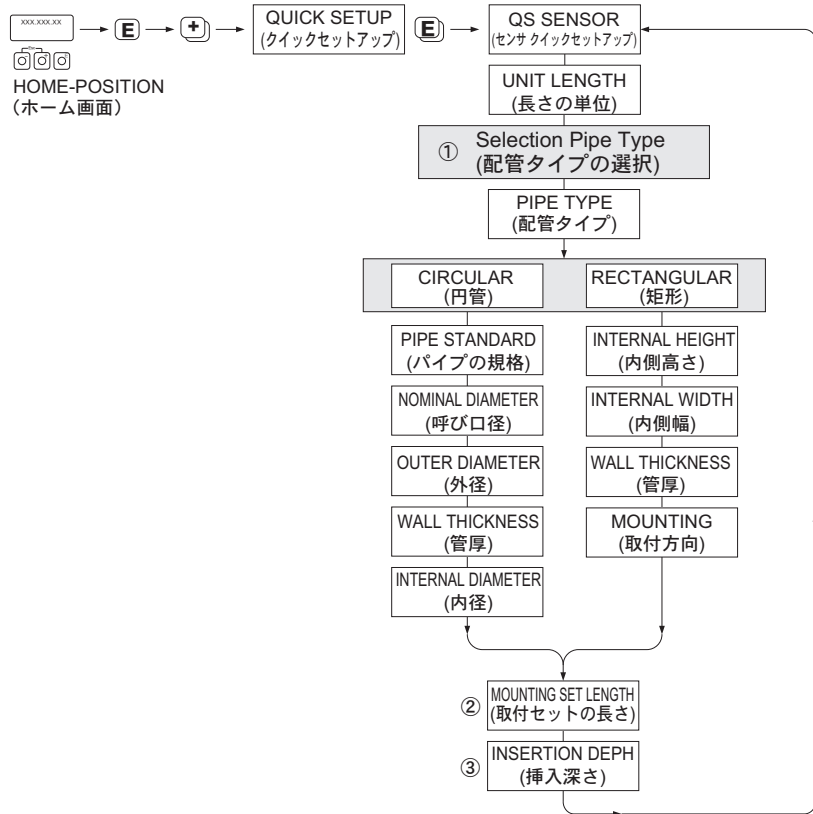 XXX.XXX.XX
E
+
QUICK SETUP
(クイックセットアップ)
E
QS SENSOR
(センサ クイックセットアップ)
Esc
HOME-POSITION
(ホーム画面)
UNIT LENGTH
(長さの単位)
① Selection Pipe Type
(配管タイプの選択)
PIPE TYPE
(配管タイプ)
CIRCULAR
(円管)
RECTANGULAR
(矩形)
PIPE STANDARD
(パイプの規格)
INTERNAL HEIGHT
(内側高さ)
NOMINAL DIAMETER
(呼び口径)
INTERNAL WIDTH
(内側幅)
OUTER DIAMETER
(外径)
WALL THICKNESS
(管厚)
WALL THICKNESS
(管厚)
MOUNTING
(取付方向)
INTERNAL DIAMETER
(内径)
② MOUNTING SET LENGTH
(取付セットの長さ)
③ INSERTION DEPH
(挿入深さ)